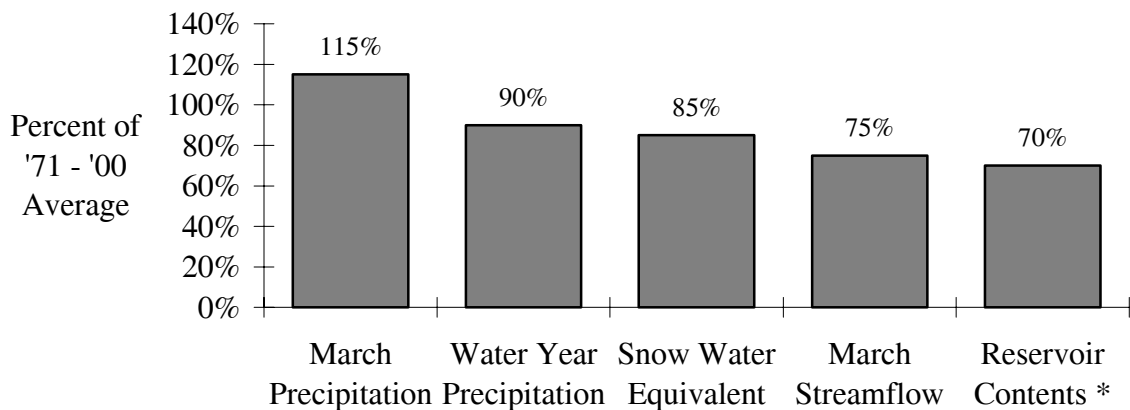 140%
120%
100%
80%
60%
40%
20%
0%
Percent of
'71 - '00
Average
115%
90%
85%
75%
70%
March
Precipitation
Water Year
Precipitation
Snow Water
Equivalent
March
Streamflow
Reservoir
Contents *